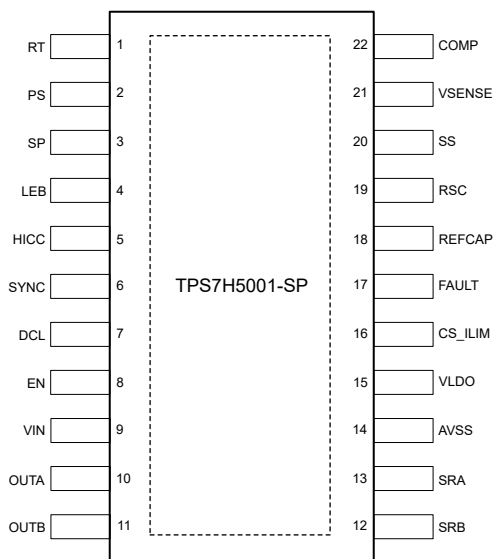 RT 1 22 COMP
PS 2 21 VSENSE
SP 3 20 SS
LEB 4 19 RSC
HICC 5 18 REFCAP
SYNC 6 TPS7H5001-SP 17 FAULT
DCL 7 16 CS_ILIM
EN 8 15 VLDO
VIN 9 14 AVSS
OUTA 10 13 SRA
OUTB 11 12 SRB